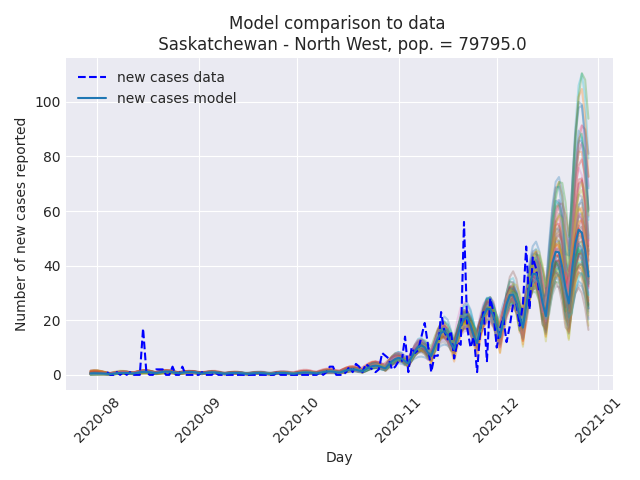 Model comparison to data
Saskatchewan - North West, pop. = 79795.0
new cases data
new cases model
Number of new cases reported
100
80
60
40
20
0
2020-08
2020-09
2020-10
2020-11
2020-12
2021-01
Day